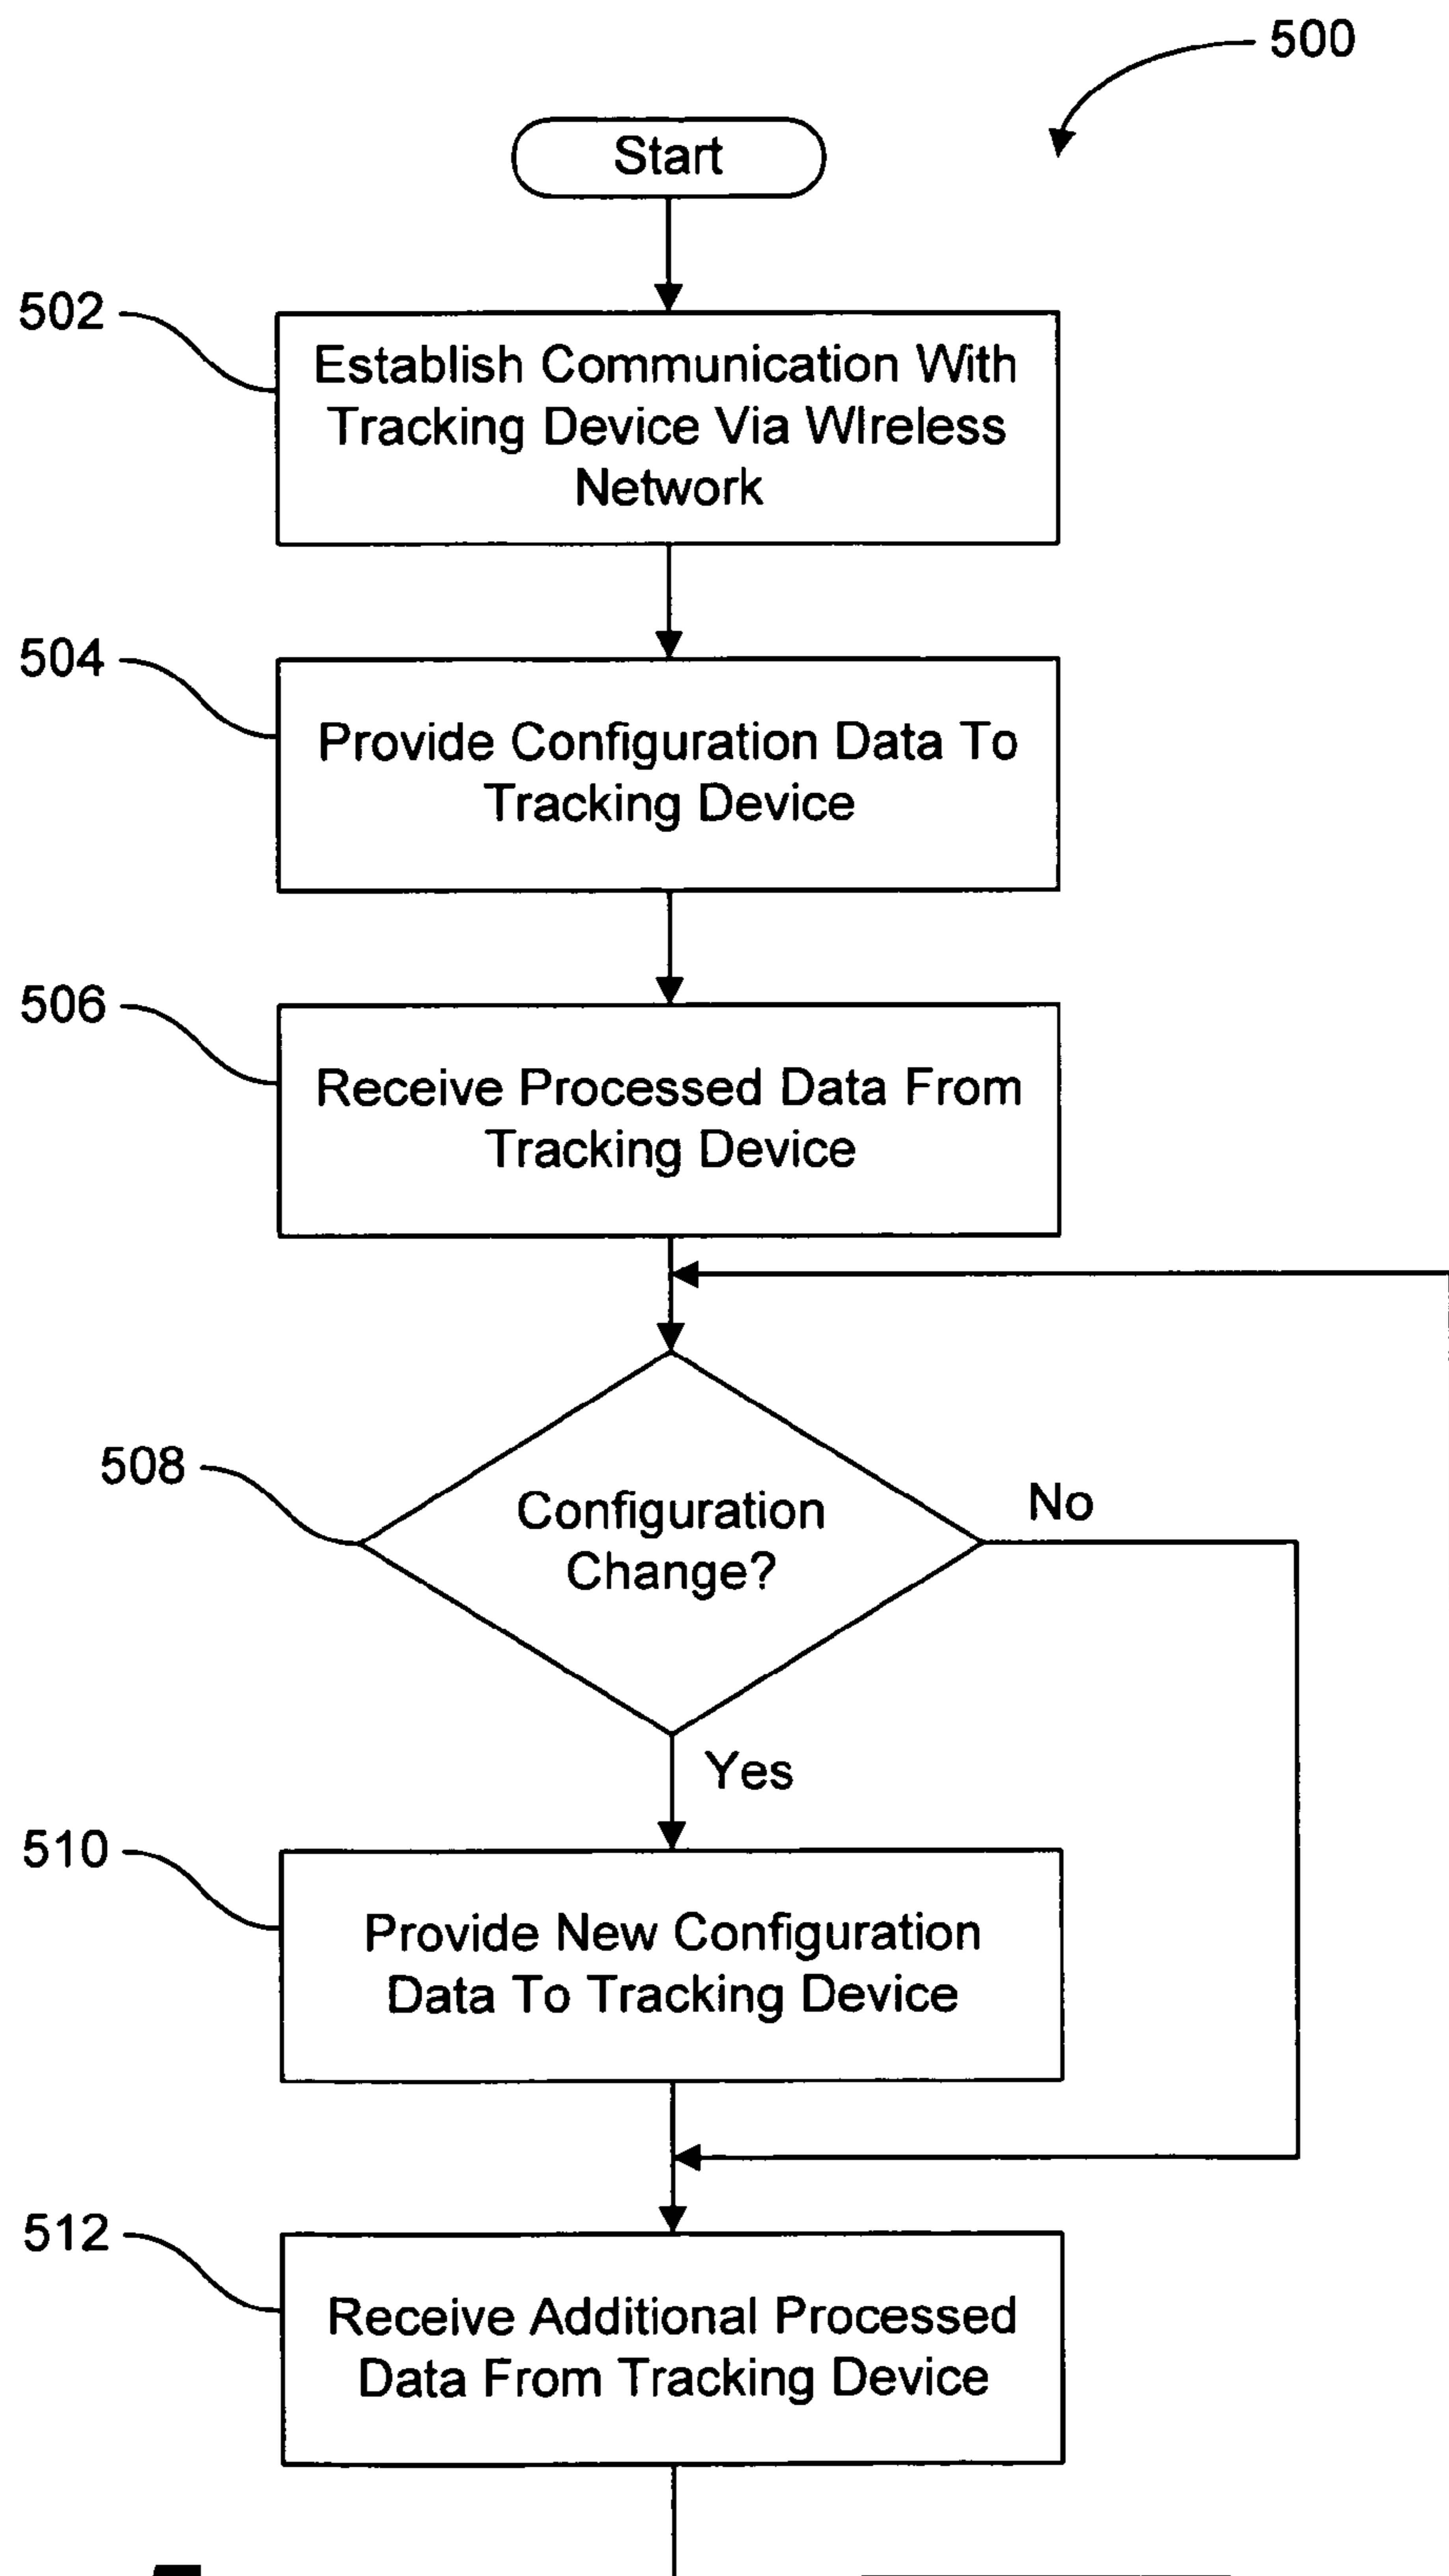 500
Start
502
Establish Communication With
Tracking Device Via WIreless
Network
504
Provide Configuration Data To
Tracking Device
506
Receive Processed Data From
Tracking Device
508
Configuration
Change?
No
Yes
510
Provide New Configuration
Data To Tracking Device
512
Receive Additional Processed
Data From Tracking Device